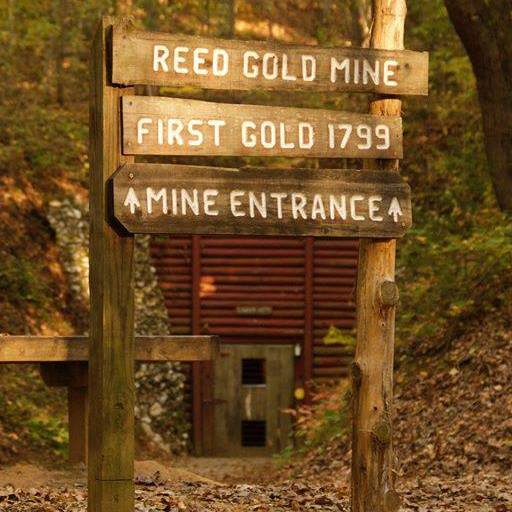 REED GOLD MINE
FIRST GOLD 1799
↑MINE ENTRANCE↑